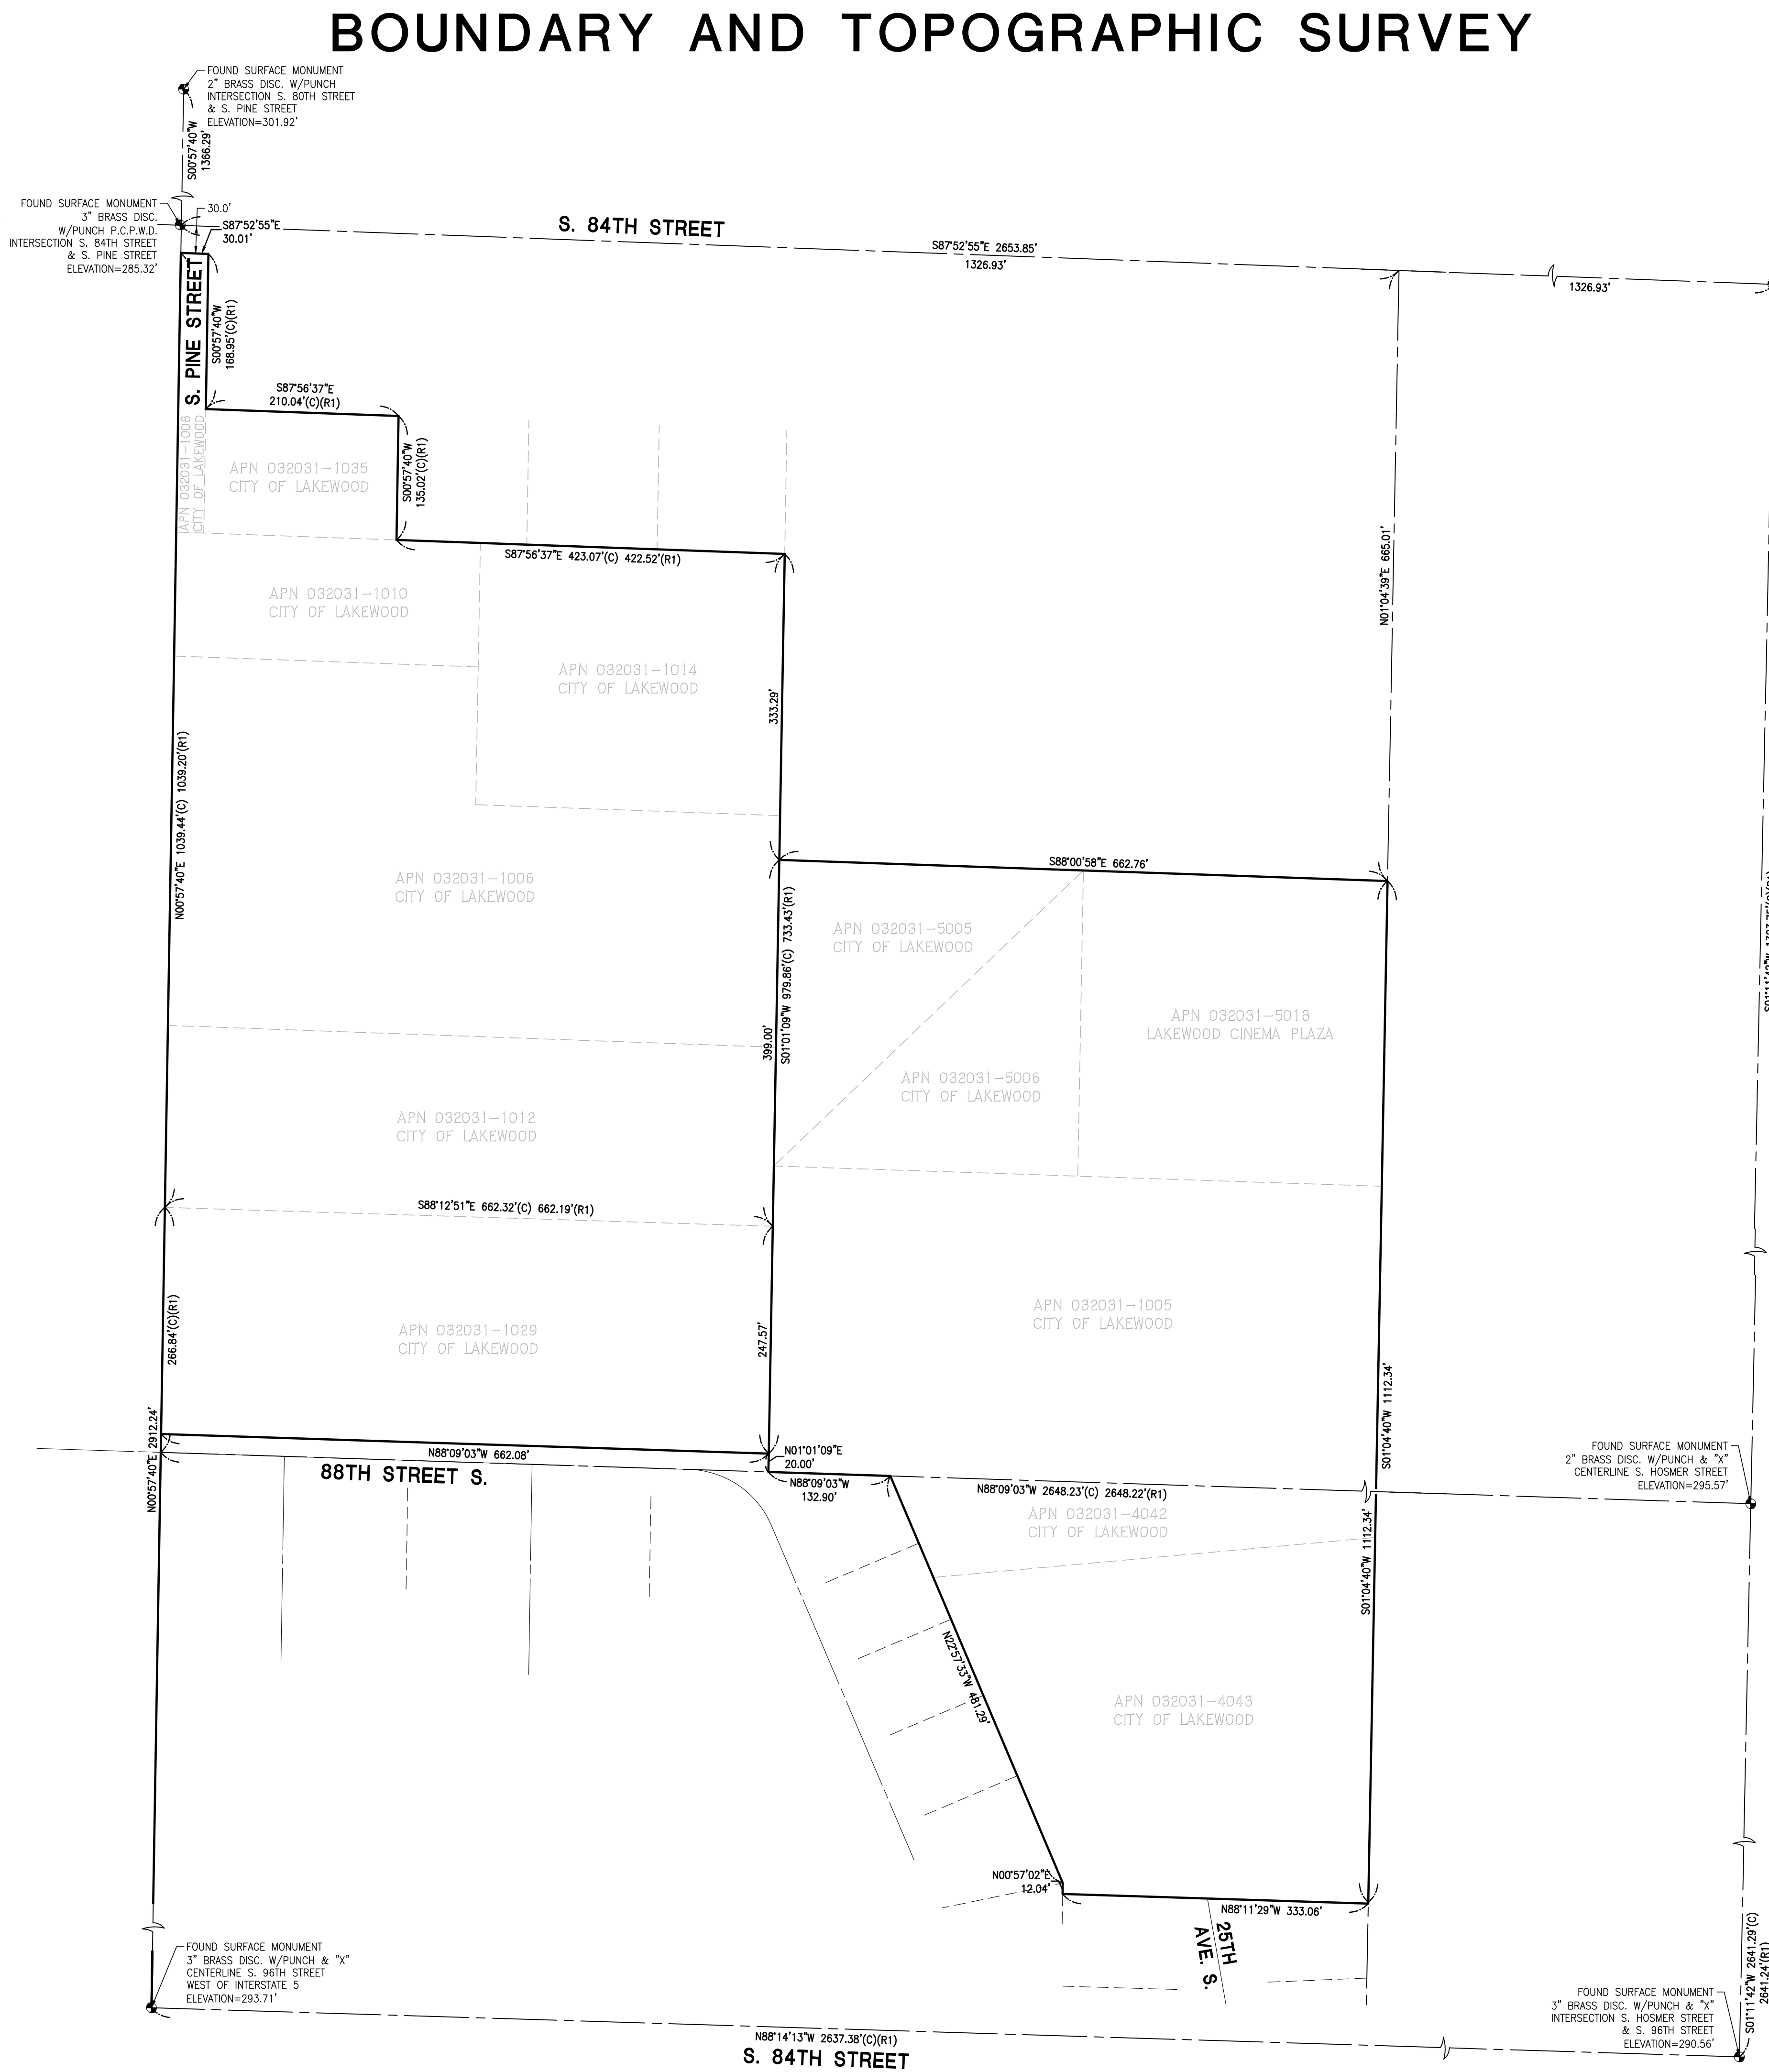 BOUNDARY AND TOPOGRAPHIC SURVEY
FOUND SURFACE MONUMENT
2" BRASS DISC. W/PUNCH
INTERSECTION S. 80TH STREET
& S. PINE STREET
ELEVATION=301.92'
S00°57'40"W
1366.29'
FOUND SURFACE MONUMENT
3" BRASS DISC.
W/PUNCH P.C.P.W.D.
INTERSECTION S. 84TH STREET
& S. PINE STREET
ELEVATION=285.32'
30.0'
S87°52'55"E
30.01'
S. 84TH STREET
S87°52'55"E 2653.85'
1326.93'
1326.93'
S. PINE STREET
S00°57'40"W
168.95'(C)(R1)
S87°56'37"E
210.04'(C)(R1)
APN 032031-1008
CITY OF LAKEWOOD
APN 032031-1035
CITY OF LAKEWOOD
S00°57'40"W
135.02'(C)(R1)
S87°56'37"E 423.07'(C) 422.52'(R1)
N01°04'39"E 665.01'
APN 032031-1010
CITY OF LAKEWOOD
APN 032031-1014
CITY OF LAKEWOOD
333.29'
N00°57'40"E 1039.44'(C) 1039.20'(R1)
APN 032031-1006
CITY OF LAKEWOOD
S88°00'58"E 662.76'
S01°01'09"W 979.86'(C) 733.43'(R1)
399.00'
APN 032031-5005
CITY OF LAKEWOOD
APN 032031-5018
LAKEWOOD CINEMA PLAZA
APN 032031-5006
CITY OF LAKEWOOD
APN 032031-1012
CITY OF LAKEWOOD
S88°12'51"E 662.32'(C) 662.19'(R1)
266.84'(C)(R1)
APN 032031-1029
CITY OF LAKEWOOD
247.57'
APN 032031-1005
CITY OF LAKEWOOD
S01°04'40"W 1112.34'
N00°57'40"E 2912.24'
N88°09'03"W 662.08'
88TH STREET S.
N01°01'09"E
20.00'
N88°09'03"W
132.90'
N88°09'03"W 2648.23'(C) 2648.22'(R1)
FOUND SURFACE MONUMENT
2" BRASS DISC. W/PUNCH & "X"
CENTERLINE S. HOSMER STREET
ELEVATION=295.57'
APN 032031-4042
CITY OF LAKEWOOD
S01°04'40"W 1112.34'
N22°57'33"W 481.29'
APN 032031-4043
CITY OF LAKEWOOD
N00°57'02"E
12.04'
N88°11'29"W 333.06'
25TH
AVE. S.
FOUND SURFACE MONUMENT
3" BRASS DISC. W/PUNCH & "X"
CENTERLINE S. 96TH STREET
WEST OF INTERSTATE 5
ELEVATION=293.71'
FOUND SURFACE MONUMENT
3" BRASS DISC. W/PUNCH & "X"
INTERSECTION S. HOSMER STREET
& S. 96TH STREET
ELEVATION=290.56'
S01°11'42"W 2641.29'(C)
2641.24'(R1)
N88°14'13"W 2637.38'(C)(R1)
S. 84TH STREET